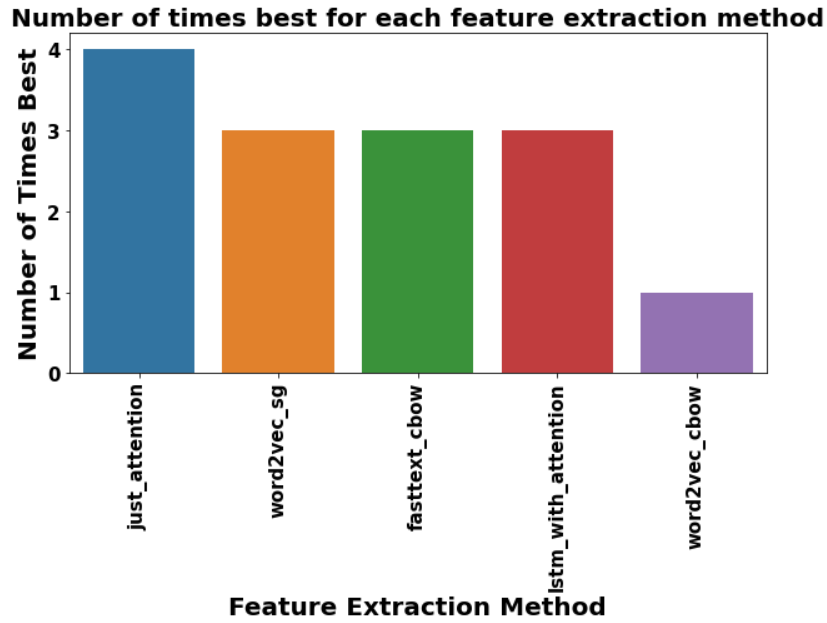 Number of times best for each feature extraction method
Number of Times Best
4
3
2
1
0
just_attention
word2vec_sg
fasttext_cbow
lstm_with_attention
word2vec_cbow
Feature Extraction Method